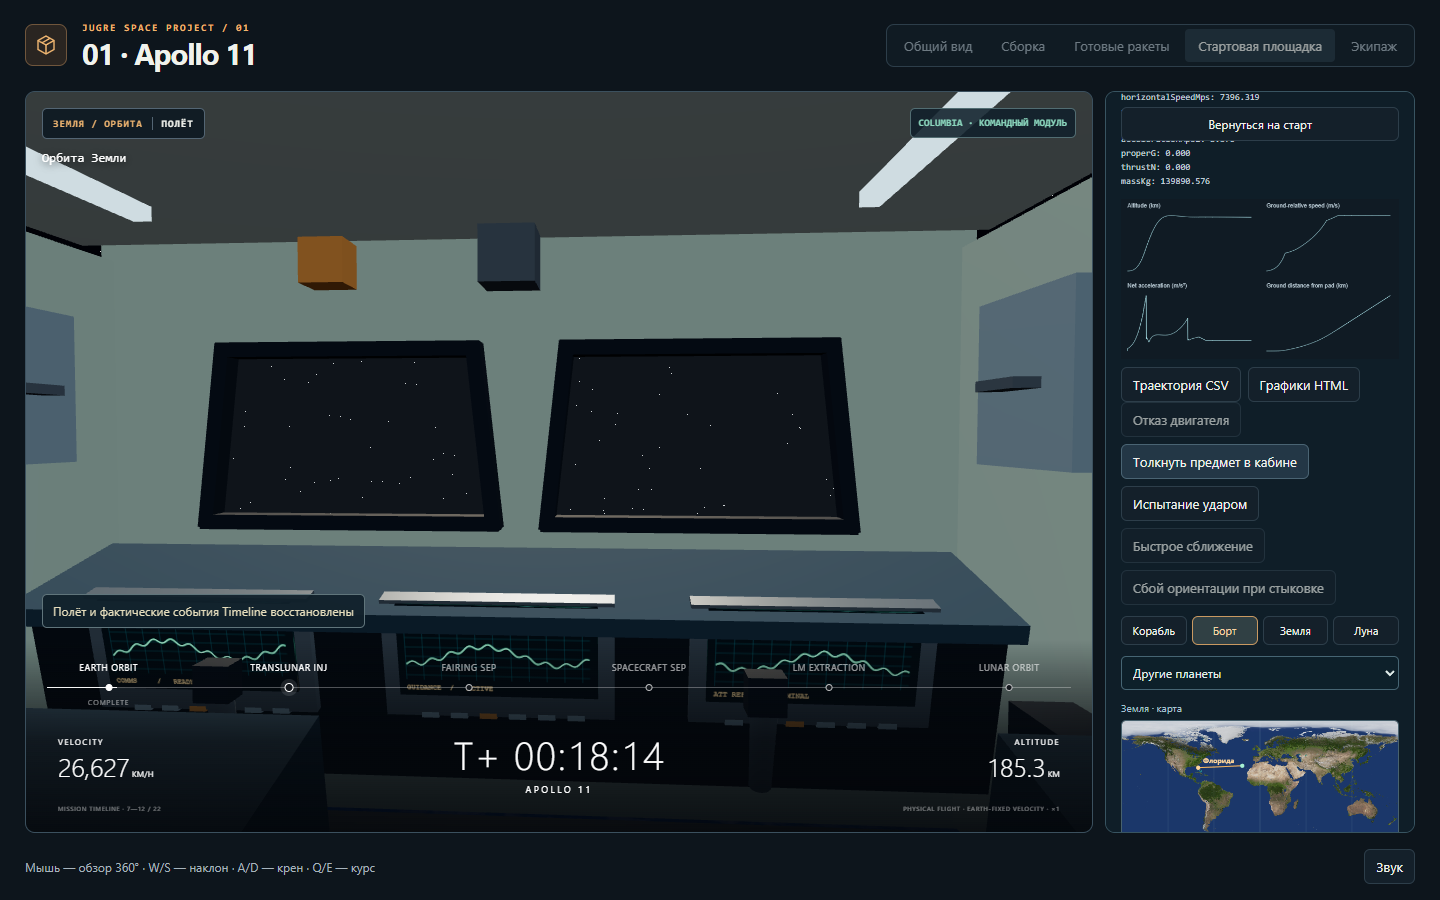 JUGRE SPACE PROJECT / 01
01 · Apollo 11
Общий вид
Сборка
Готовые ракеты
Стартовая площадка
Экипаж
ЗЕМЛЯ / ОРБИТА | ПОЛЁТ
COLUMBIA · КОМАНДНЫЙ МОДУЛЬ
Орбита Земли
Полёт и фактические события Timeline восстановлены
COMMS / READY
GUIDANCE /
EARTH ORBIT
TRANSLUNAR INJ
FAIRING SEP
SPACECRAFT SEP
LM EXTRACTION
LUNAR ORBIT
COMPLETE
VELOCITY
26,627 КМ/Н
MISSION TIMELINE · 7—12 / 22
T+ 00:18:14
APOLLO 11
ALTITUDE
185.3 КМ
PHYSICAL FLIGHT · EARTH-FIXED VELOCITY · ×1
horizontalSpeedMps: 7396.319
Вернуться на старт
properG: 0.000
thrustN: 0.000
massKg: 139890.576
Altitude (km)
Ground-relative speed (m/s)
Net acceleration (m/s²)
Ground distance from pad (km)
Траектория CSV
Графики HTML
Отказ двигателя
Толкнуть предмет в кабине
Испытание ударом
Быстрое сближение
Сбой ориентации при стыковке
Корабль
Борт
Земля
Луна
Другие планеты
Земля · карта
Флорида
Мышь — обзор 360° · W/S — наклон · A/D — крен · Q/E — курс
Звук